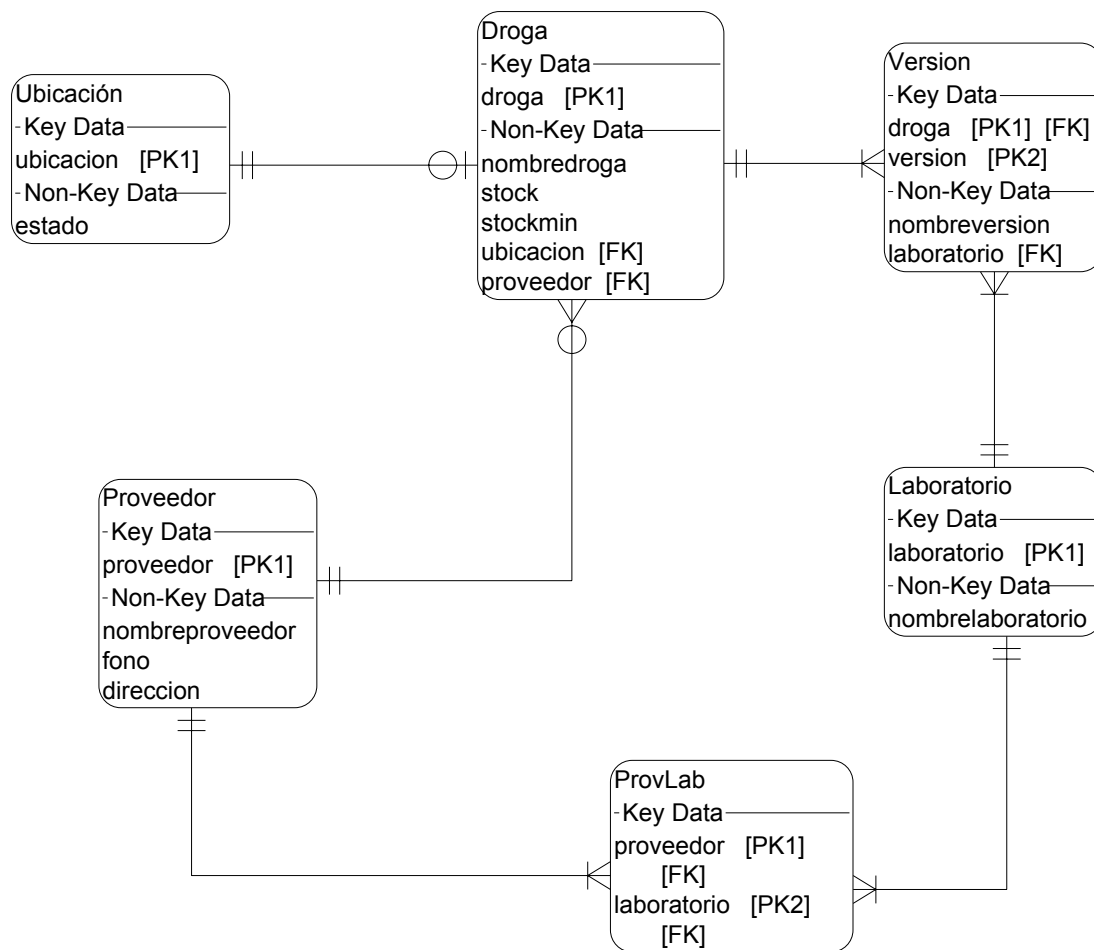 Ubicación
Key Data
ubicacion [PK1]
Non-Key Data
estado
Droga
Key Data
droga [PK1]
Non-Key Data
nombredroga
stock
stockmin
ubicacion [FK]
proveedor [FK]
Version
Key Data
droga [PK1] [FK]
version [PK2]
Non-Key Data
nombreversion
laboratorio [FK]
Proveedor
Key Data
proveedor [PK1]
Non-Key Data
nombreproveedor
fono
direccion
Laboratorio
Key Data
laboratorio [PK1]
Non-Key Data
nombrelaboratorio
ProvLab
Key Data
proveedor [PK1]
[FK]
laboratorio [PK2]
[FK]